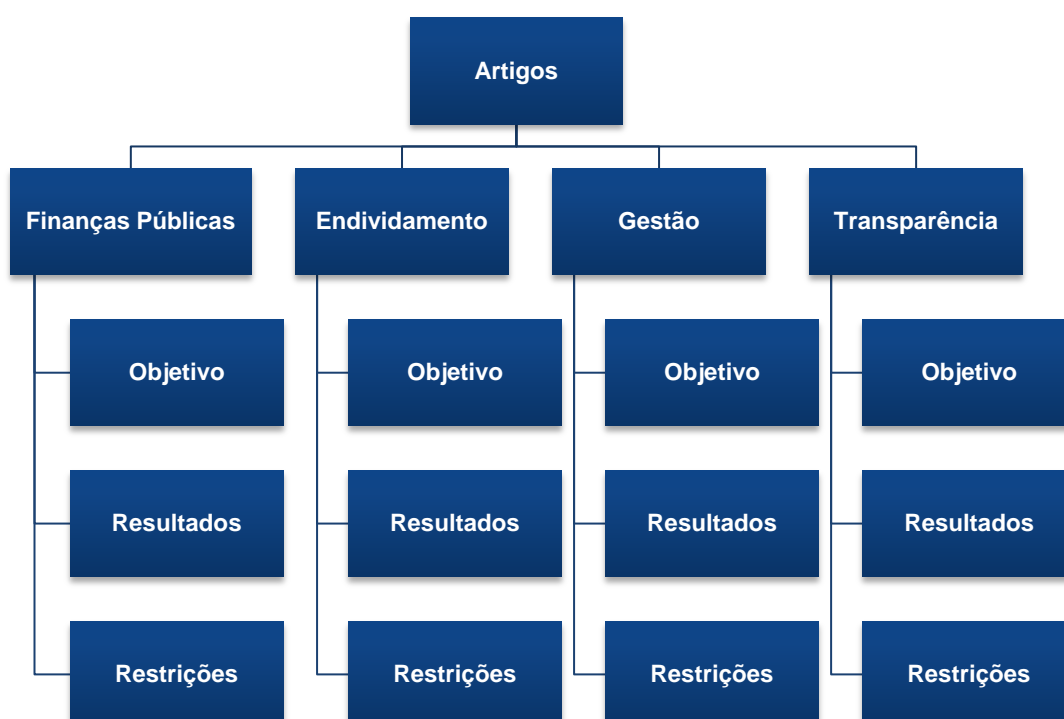 Artigos
Finanças Públicas
Endividamento
Gestão
Transparência
Objetivo
Objetivo
Objetivo
Objetivo
Resultados
Resultados
Resultados
Resultados
Restrições
Restrições
Restrições
Restrições